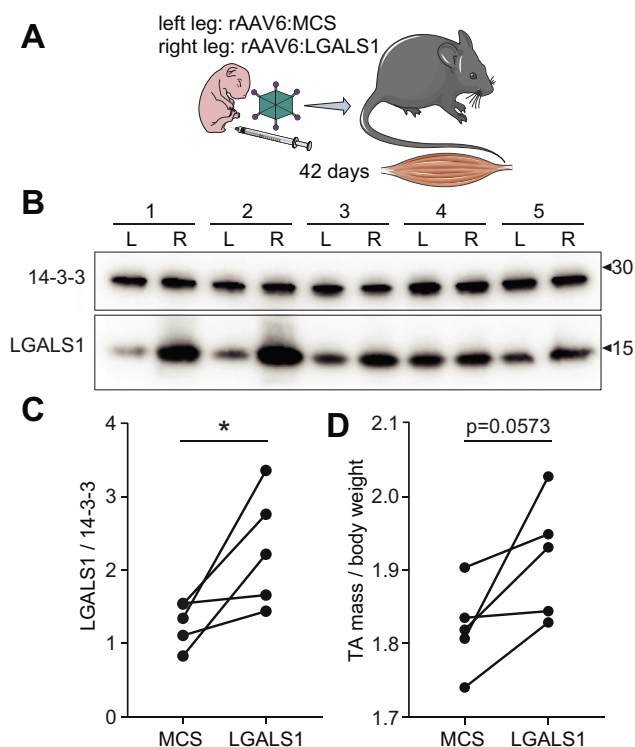 A
left leg: rAAV6:MCS
right leg: rAAV6:LGALS1
42 days
B
1 2 3 4 5
L R L R L R L R L R
14-3-3
30
LGALS1
15
C
LGALS1 / 14-3-3
4
3
2
1
0
*
MCS LGALS1
D
TA mass / body weight
2.1
2.0
1.9
1.8
1.7
p=0.0573
MCS LGALS1